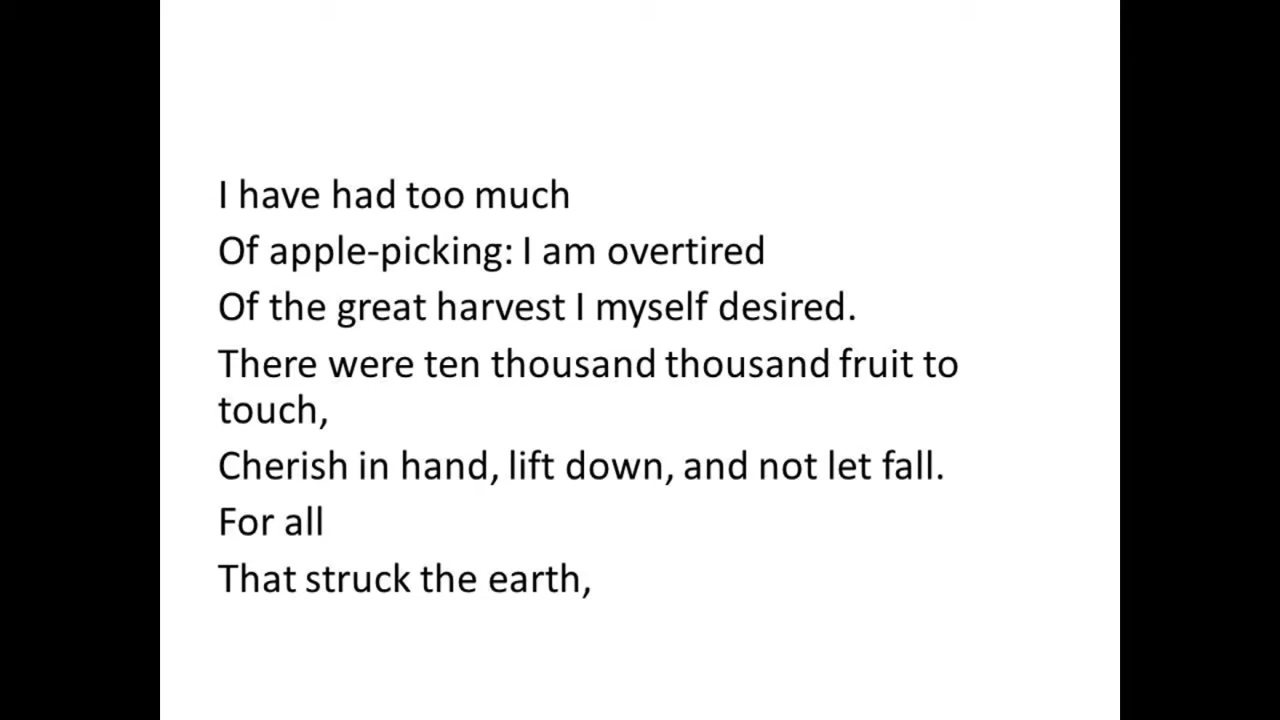 I have had too much
Of apple-picking: I am overtired
Of the great harvest I myself desired.
There were ten thousand thousand fruit to
touch,
Cherish in hand, lift down, and not let fall.
For all
That struck the earth,